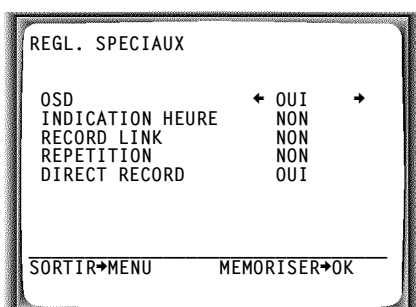 REGL. SPECIAUX
OSD ← OUI →
INDICATION HEURE NON
RECORD LINK NON
REPETITION NON
DIRECT RECORD OUI
SORTIR→MENU MEMORISER→OK